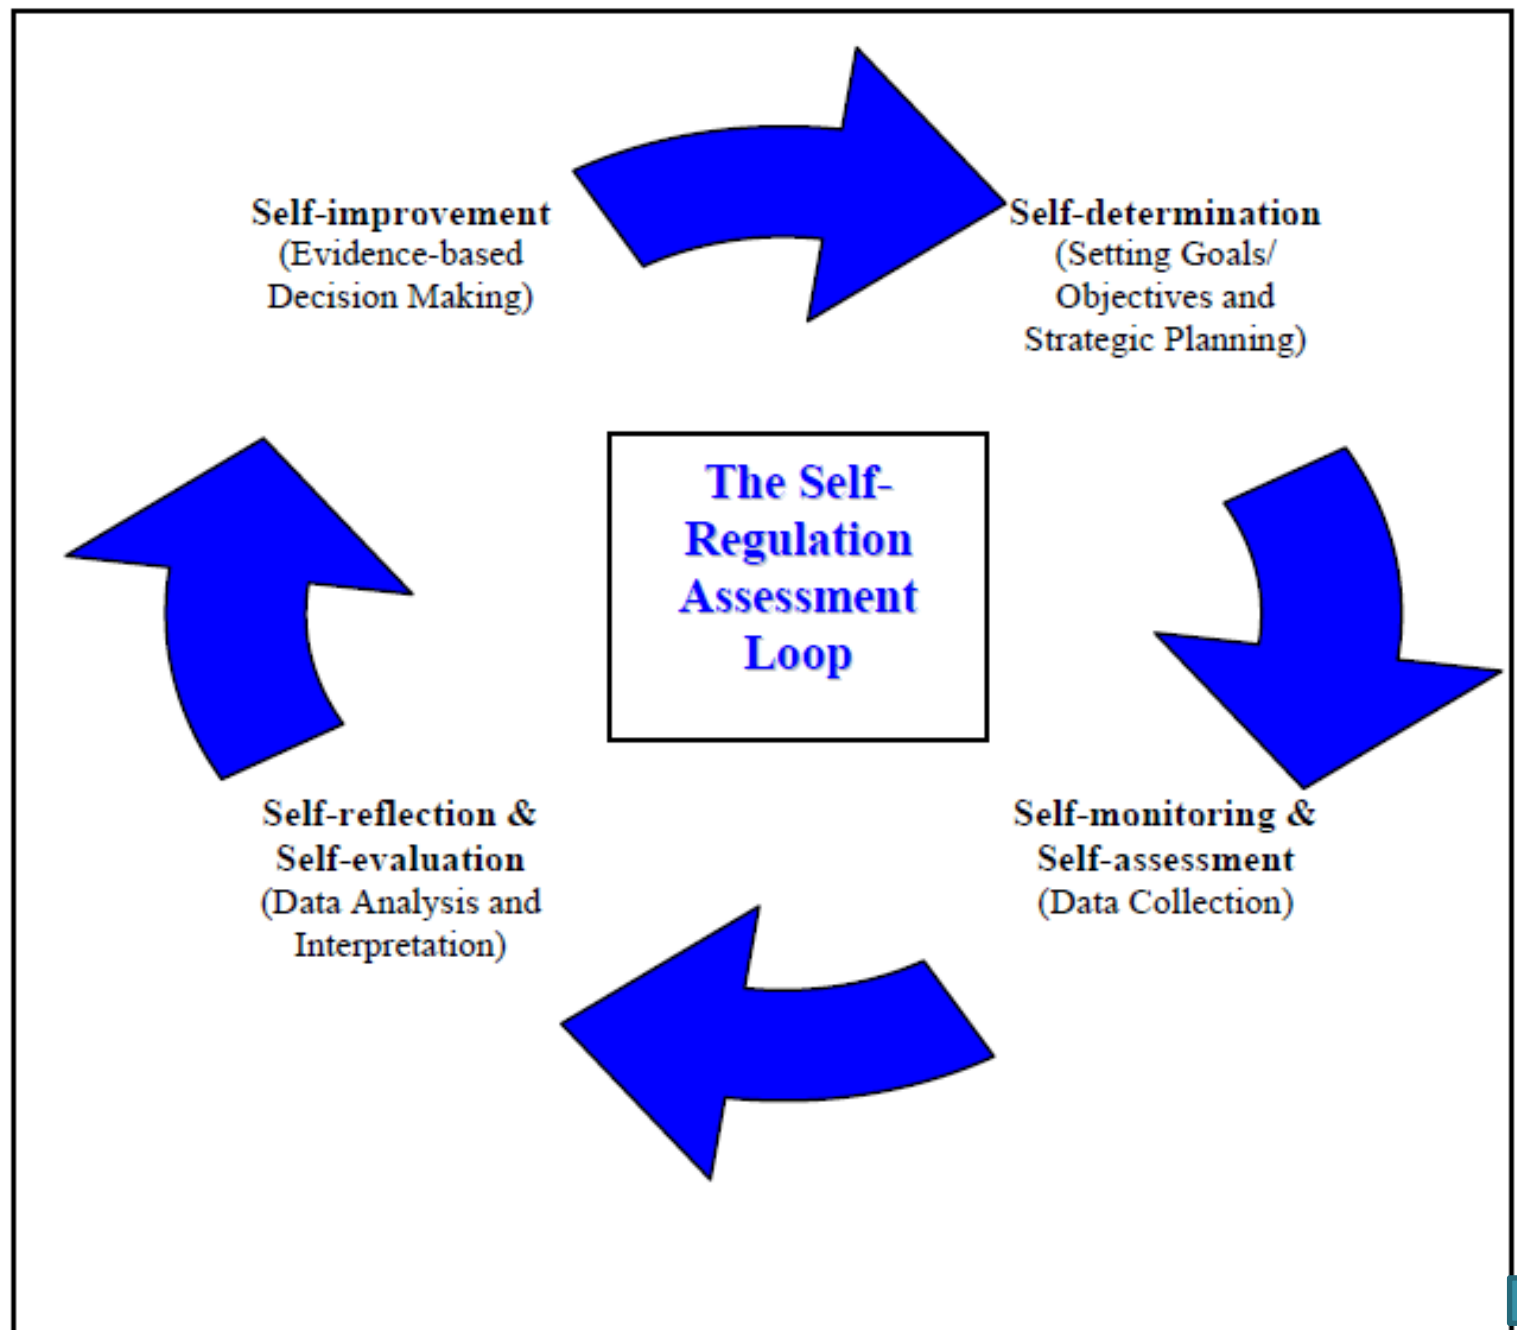 Self-improvement
(Evidence-based
Decision Making)
Self-determination
(Setting Goals/
Objectives and
Strategic Planning)
The Self-
Regulation
Assessment
Loop
Self-reflection &
Self-evaluation
(Data Analysis and
Interpretation)
Self-monitoring &
Self-assessment
(Data Collection)